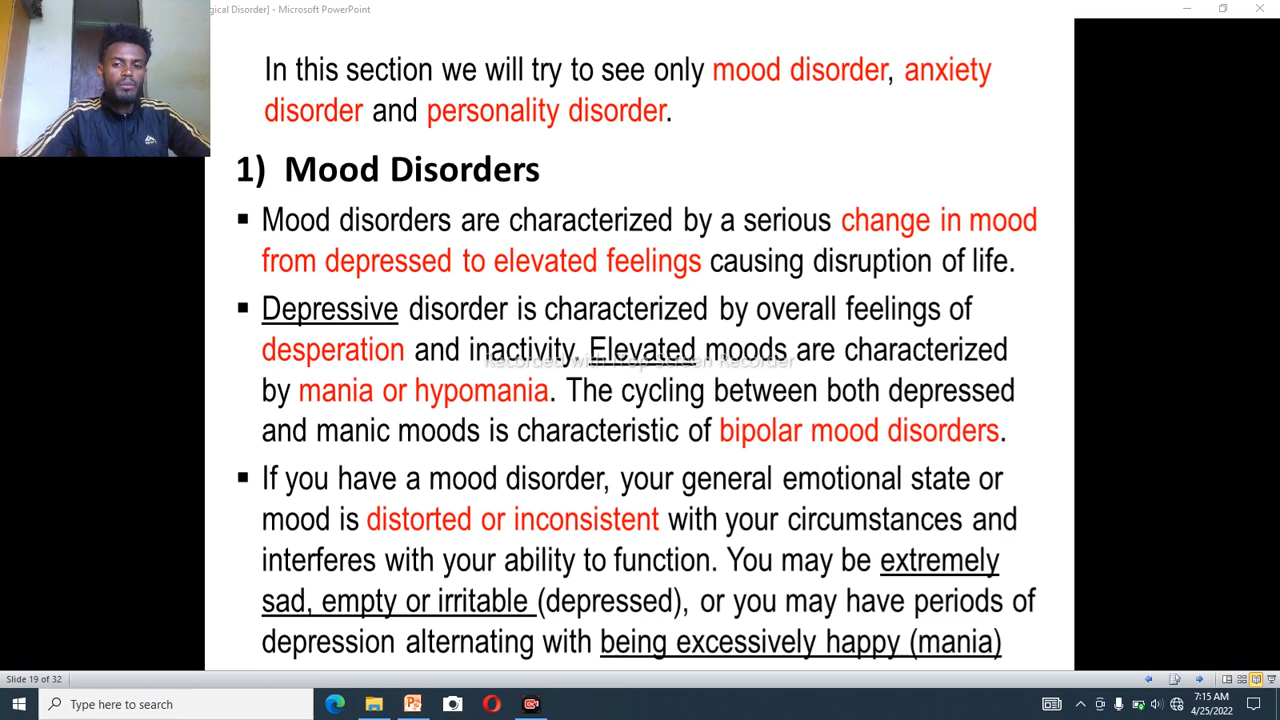 gical Disorder] - Microsoft PowerPoint
In this section we will try to see only mood disorder, anxiety
disorder and personality disorder.
1) Mood Disorders
▪ Mood disorders are characterized by a serious change in mood
from depressed to elevated feelings causing disruption of life.
▪ Depressive disorder is characterized by overall feelings of
desperation and inactivity. Elevated moods are characterized
Recorded with iTop Screen Recorder
by mania or hypomania. The cycling between both depressed
and manic moods is characteristic of bipolar mood disorders.
▪ If you have a mood disorder, your general emotional state or
mood is distorted or inconsistent with your circumstances and
interferes with your ability to function. You may be extremely
sad, empty or irritable (depressed), or you may have periods of
depression alternating with being excessively happy (mania)
Slide 19 of 32
Type here to search
7:15 AM
4/25/2022